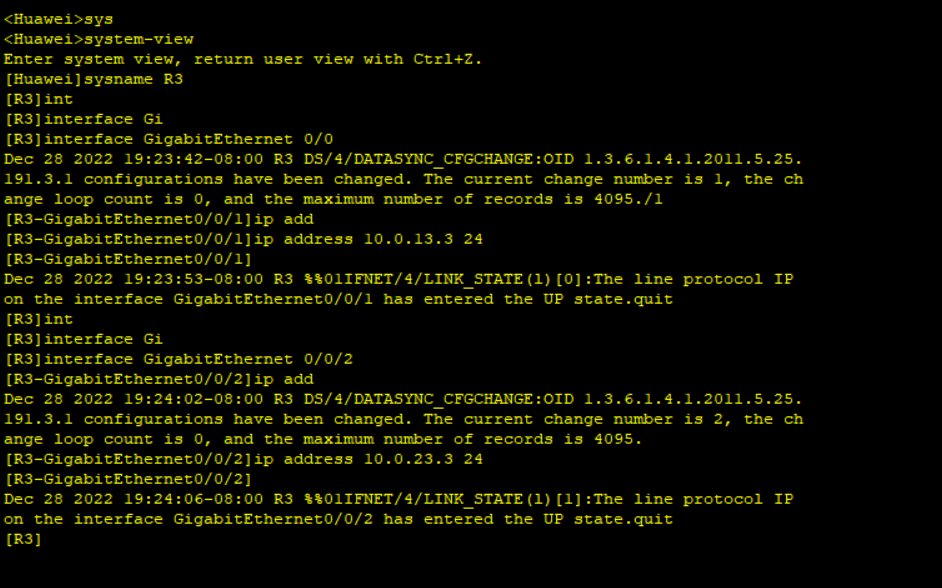 <Huawei>sys
<Huawei>system-view
Enter system view, return user view with Ctrl+Z.
[Huawei]sysname R3
[R3]int
[R3]interface Gi
[R3]interface GigabitEthernet 0/0
Dec 28 2022 19:23:42-08:00 R3 DS/4/DATASYNC_CFGCHANGE:OID 1.3.6.1.4.1.2011.5.25.
191.3.1 configurations have been changed. The current change number is 1, the ch
ange loop count is 0, and the maximum number of records is 4095./1
[R3-GigabitEthernet0/0/1]ip add
[R3-GigabitEthernet0/0/1]ip address 10.0.13.3 24
[R3-GigabitEthernet0/0/1]
Dec 28 2022 19:23:53-08:00 R3 %%01IFNET/4/LINK_STATE(l)[0]:The line protocol IP
on the interface GigabitEthernet0/0/1 has entered the UP state.quit
[R3]int
[R3]interface Gi
[R3]interface GigabitEthernet 0/0/2
[R3-GigabitEthernet0/0/2]ip add
Dec 28 2022 19:24:02-08:00 R3 DS/4/DATASYNC_CFGCHANGE:OID 1.3.6.1.4.1.2011.5.25.
191.3.1 configurations have been changed. The current change number is 2, the ch
ange loop count is 0, and the maximum number of records is 4095.
[R3-GigabitEthernet0/0/2]ip address 10.0.23.3 24
[R3-GigabitEthernet0/0/2]
Dec 28 2022 19:24:06-08:00 R3 %%01IFNET/4/LINK_STATE(l)[1]:The line protocol IP
on the interface GigabitEthernet0/0/2 has entered the UP state.quit
[R3]